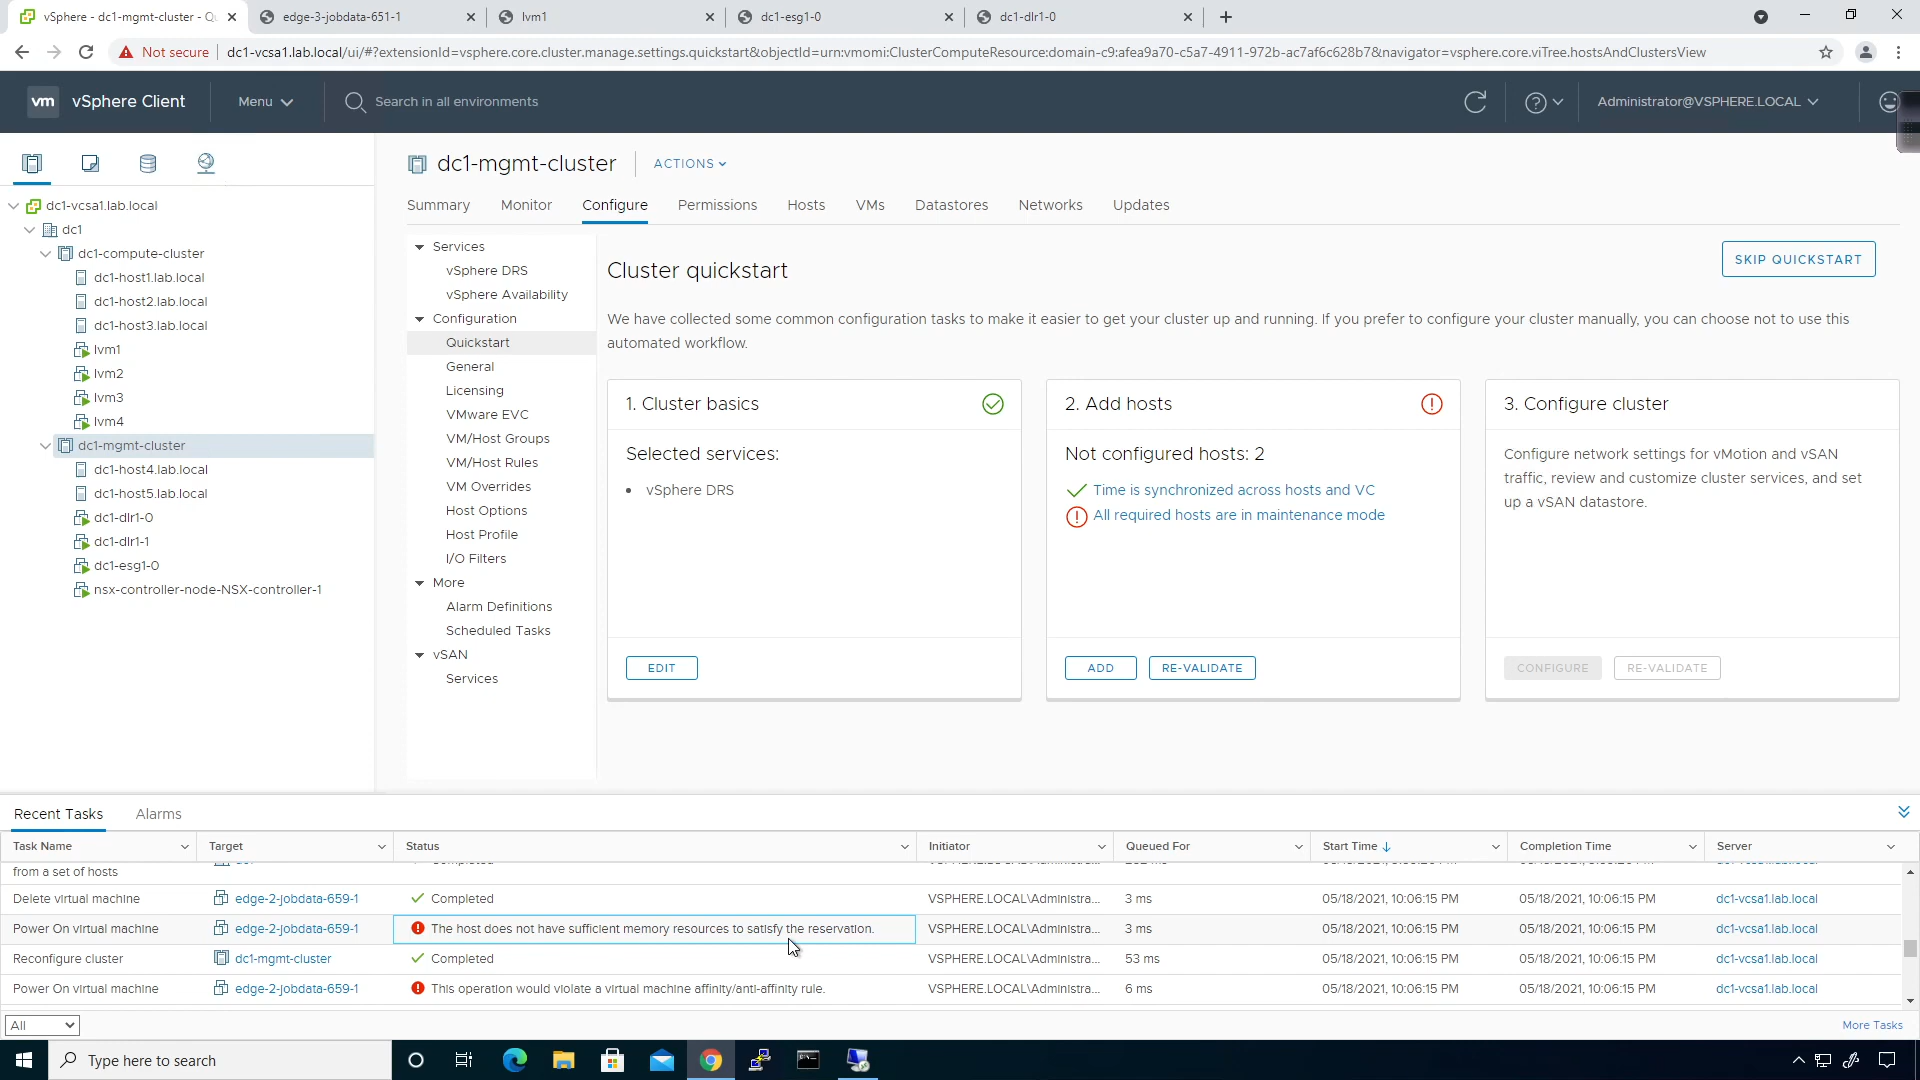 vSphere - dc1-mgmt-cluster - Qu
edge-3-jobdata-651-1
lvm1
dc1-esg1-0
dc1-dlr1-0
Not secure
dc1-vcsa1.lab.local/ui/#?extensionId=vsphere.core.cluster.manage.settings.quickstart&objectId=urn:vmomi:ClusterComputeResource:domain-c9:afea9a70-c5a7-4911-972b-ac7af6c628b7&navigator=vsphere.core.viTree.hostsAndClustersView
vm vSphere Client
Menu
Search in all environments
Administrator@VSPHERE.LOCAL
dc1-vcsa1.lab.local
dc1
dc1-compute-cluster
dc1-host1.lab.local
dc1-host2.lab.local
dc1-host3.lab.local
lvm1
lvm2
lvm3
lvm4
dc1-mgmt-cluster
dc1-host4.lab.local
dc1-host5.lab.local
dc1-dlr1-0
dc1-dlr1-1
dc1-esg1-0
nsx-controller-node-NSX-controller-1
dc1-mgmt-cluster
ACTIONS
Summary Monitor Configure Permissions Hosts VMs Datastores Networks Updates
Services
vSphere DRS
vSphere Availability
Configuration
Quickstart
General
Licensing
VMware EVC
VM/Host Groups
VM/Host Rules
VM Overrides
Host Options
Host Profile
I/O Filters
More
Alarm Definitions
Scheduled Tasks
vSAN
Services
Cluster quickstart
SKIP QUICKSTART
We have collected some common configuration tasks to make it easier to get your cluster up and running. If you prefer to configure your cluster manually, you can choose not to use this
automated workflow.
1. Cluster basics
Selected services:
• vSphere DRS
EDIT
2. Add hosts
Not configured hosts: 2
Time is synchronized across hosts and VC
All required hosts are in maintenance mode
ADD RE-VALIDATE
3. Configure cluster
Configure network settings for vMotion and vSAN
traffic, review and customize cluster services, and set
up a vSAN datastore.
CONFIGURE RE-VALIDATE
Recent Tasks Alarms
Task Name Target Status Initiator Queued For Start Time Completion Time Server
from a set of hosts
Delete virtual machine edge-2-jobdata-659-1 Completed VSPHERE.LOCAL\Administra... 3 ms 05/18/2021, 10:06:15 PM 05/18/2021, 10:06:15 PM dc1-vcsa1.lab.local
Power On virtual machine edge-2-jobdata-659-1 The host does not have sufficient memory resources to satisfy the reservation. VSPHERE.LOCAL\Administra... 3 ms 05/18/2021, 10:06:15 PM 05/18/2021, 10:06:15 PM dc1-vcsa1.lab.local
Reconfigure cluster dc1-mgmt-cluster Completed VSPHERE.LOCAL\Administra... 53 ms 05/18/2021, 10:06:15 PM 05/18/2021, 10:06:15 PM dc1-vcsa1.lab.local
Power On virtual machine edge-2-jobdata-659-1 This operation would violate a virtual machine affinity/anti-affinity rule. VSPHERE.LOCAL\Administra... 6 ms 05/18/2021, 10:06:15 PM 05/18/2021, 10:06:15 PM dc1-vcsa1.lab.local
All
More Tasks
Type here to search